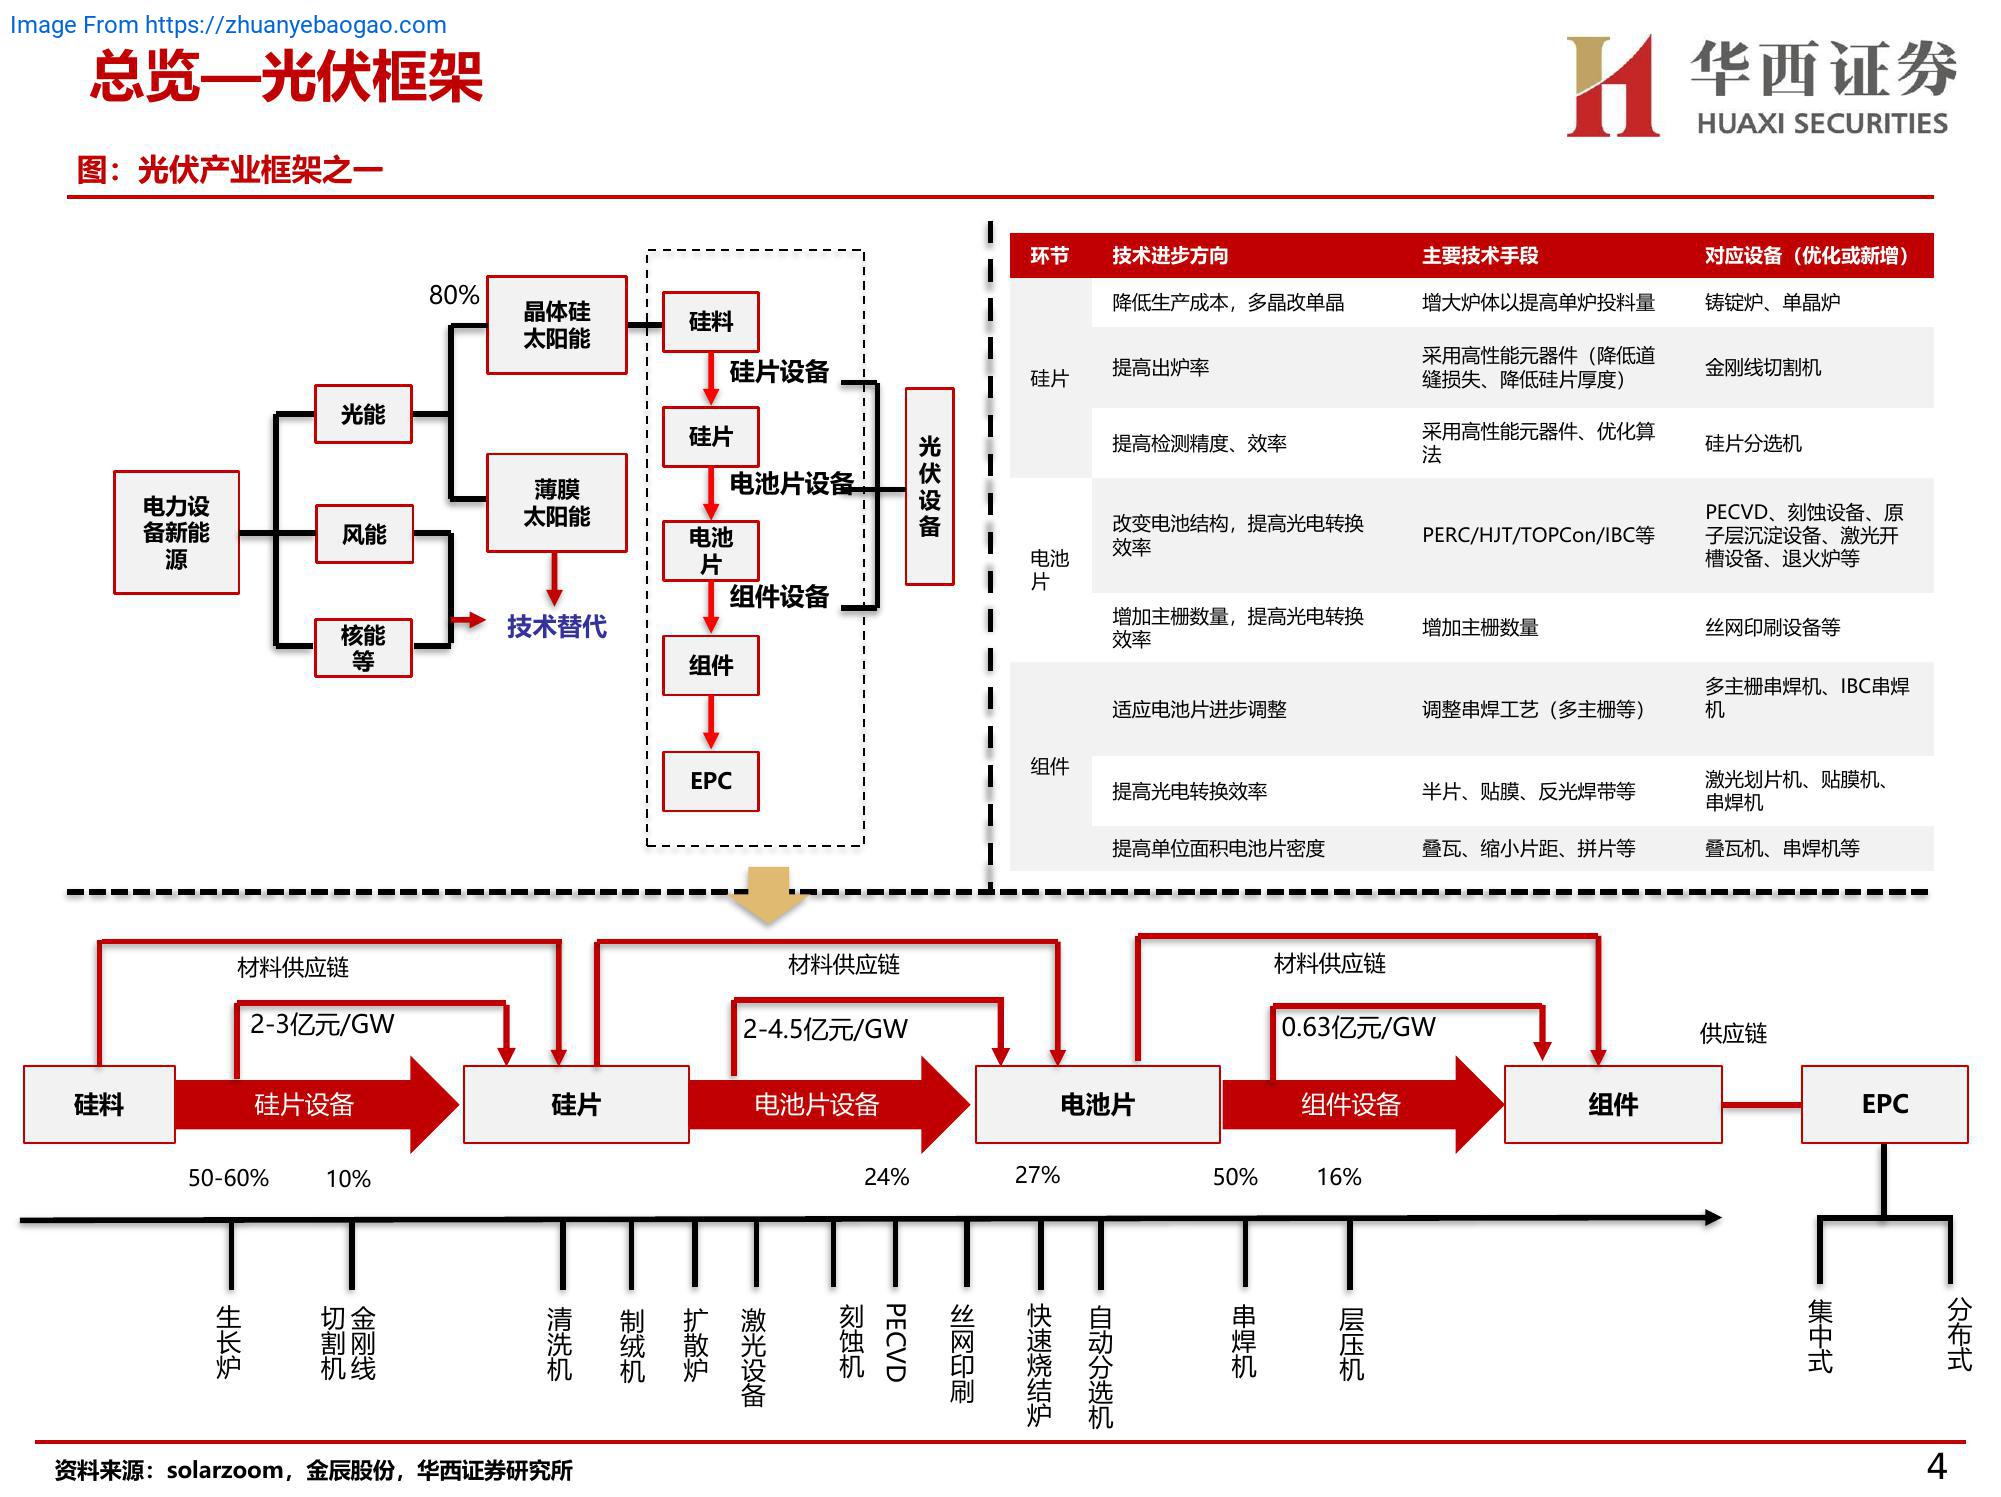 Image From https://zhuanyebaogao.com
总览—光伏框架
华西证券
HUAXI SECURITIES
图：光伏产业框架之一
80%
晶体硅
太阳能
硅料
硅片设备
光能
硅片
光伏设备
电力设
备新能
源
薄膜
太阳能
电池片设备
风能
电池
片
组件设备
核能
等
技术替代
组件
EPC
环节 技术进步方向 主要技术手段 对应设备（优化或新增）
硅片
降低生产成本，多晶改单晶 增大炉体以提高单炉投料量 铸锭炉、单晶炉
提高出炉率
采用高性能元器件（降低道
缝损失、降低硅片厚度）
金刚线切割机
提高检测精度、效率
采用高性能元器件、优化算
法
硅片分选机
电池
片
改变电池结构，提高光电转换
效率
PERC/HJT/TOPCon/IBC等
PECVD、刻蚀设备、原
子层沉淀设备、激光开
槽设备、退火炉等
增加主栅数量，提高光电转换
效率
增加主栅数量
丝网印刷设备等
组件
适应电池片进步调整
调整串焊工艺（多主栅等）
多主栅串焊机、IBC串焊
机
提高光电转换效率
半片、贴膜、反光焊带等
激光划片机、贴膜机、
串焊机
提高单位面积电池片密度 叠瓦、缩小片距、拼片等 叠瓦机、串焊机等
材料供应链 材料供应链 材料供应链
2-3亿元/GW 2-4.5亿元/GW 0.63亿元/GW
供应链
硅料 硅片设备 硅片 电池片设备 电池片 组件设备 组件 EPC
50-60% 10% 24% 27% 50% 16%
生长炉
金刚线
切割机
清洗机
制绒机
扩散炉
激光设备
刻蚀机
PECVD
丝网印刷
快速烧结炉
自动分选机
串焊机
层压机
集中式
分布式
资料来源：solarzoom，金辰股份，华西证券研究所
4